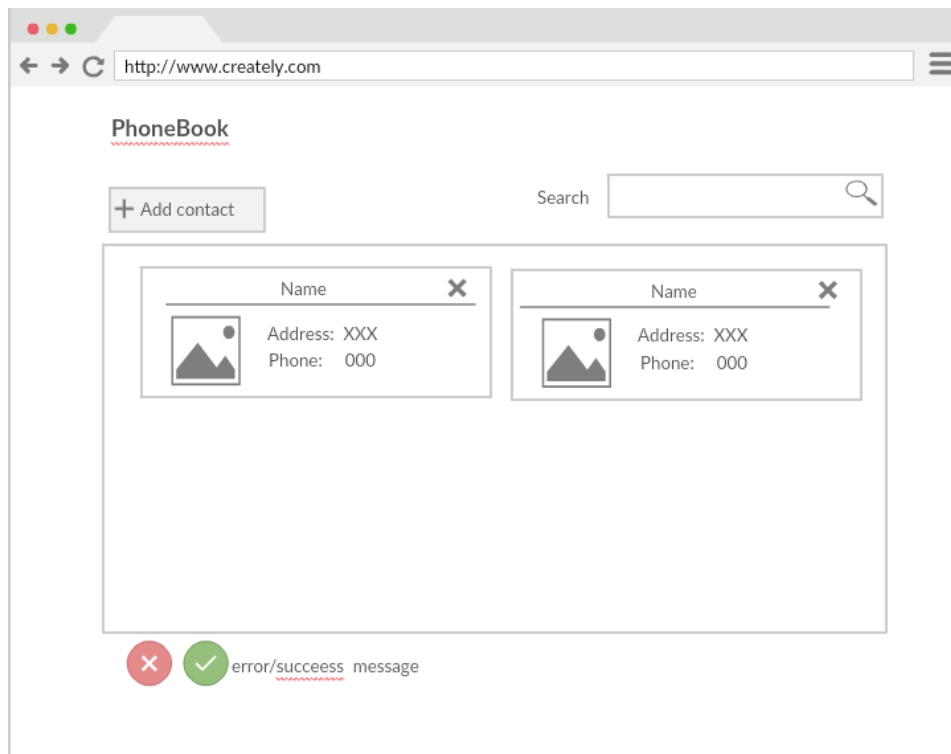 http://www.creately.com
PhoneBook
Add contact
Search
Name
Address: XXX
Phone: 000
Name
Address: XXX
Phone: 000
error/succeess message